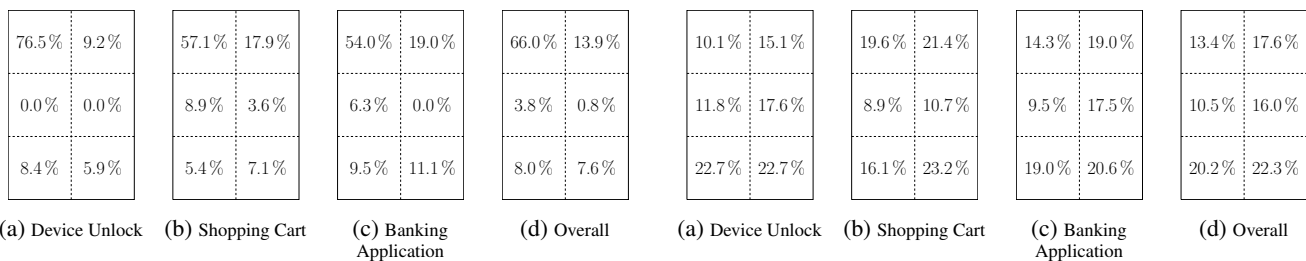 76.5 % 9.2 % 57.1 % 17.9 % 54.0 % 19.0 % 66.0 % 13.9 % 10.1 % 15.1 % 19.6 % 21.4 % 14.3 % 19.0 % 13.4 % 17.6 %
0.0 % 0.0 % 8.9 % 3.6 % 6.3 % 0.0 % 3.8 % 0.8 % 11.8 % 17.6 % 8.9 % 10.7 % 9.5 % 17.5 % 10.5 % 16.0 %
8.4 % 5.9 % 5.4 % 7.1 % 9.5 % 11.1 % 8.0 % 7.6 % 22.7 % 22.7 % 16.1 % 23.2 % 19.0 % 20.6 % 20.2 % 22.3 %
(a) Device Unlock (b) Shopping Cart (c) Banking (d) Overall (a) Device Unlock (b) Shopping Cart (c) Banking (d) Overall
Application Application